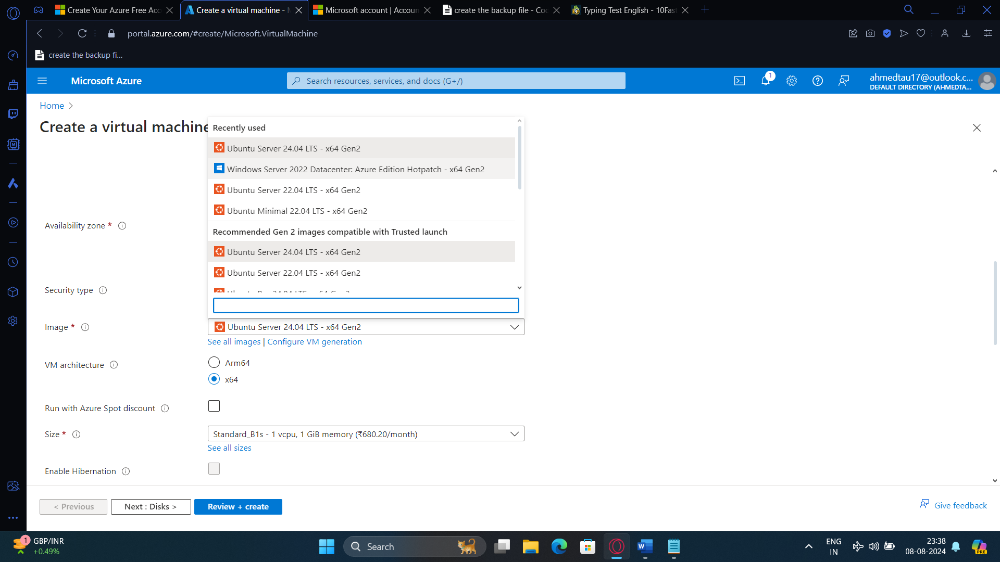 Create Your Azure Free Acc
Create a virtual machine - M
Microsoft account | Accoun
create the backup file - Coc
Typing Test English - 10Fast
portal.azure.com/#create/Microsoft.VirtualMachine
create the backup fi...
Microsoft Azure
Search resources, services, and docs (G+/)
1
ahmedtau17@outlook.c...
DEFAULT DIRECTORY (AHMEDTA...
Home >
Create a virtual machine
Recently used
Ubuntu Server 24.04 LTS - x64 Gen2
Windows Server 2022 Datacenter: Azure Edition Hotpatch - x64 Gen2
Ubuntu Server 22.04 LTS - x64 Gen2
Ubuntu Minimal 22.04 LTS - x64 Gen2
Availability zone *
Recommended Gen 2 images compatible with Trusted launch
Ubuntu Server 24.04 LTS - x64 Gen2
Ubuntu Server 22.04 LTS - x64 Gen2
Ubuntu Pro 24.04 LTS - x64 Gen2
Security type
Image *
Ubuntu Server 24.04 LTS - x64 Gen2
See all images | Configure VM generation
VM architecture
Arm64
x64
Run with Azure Spot discount
Size *
Standard_B1s - 1 vcpu, 1 GiB memory (₹680.20/month)
See all sizes
Enable Hibernation
< Previous
Next : Disks >
Review + create
Give feedback
1
GBP/INR
+0.49%
Search
ENG
IN
23:38
08-08-2024
PRE